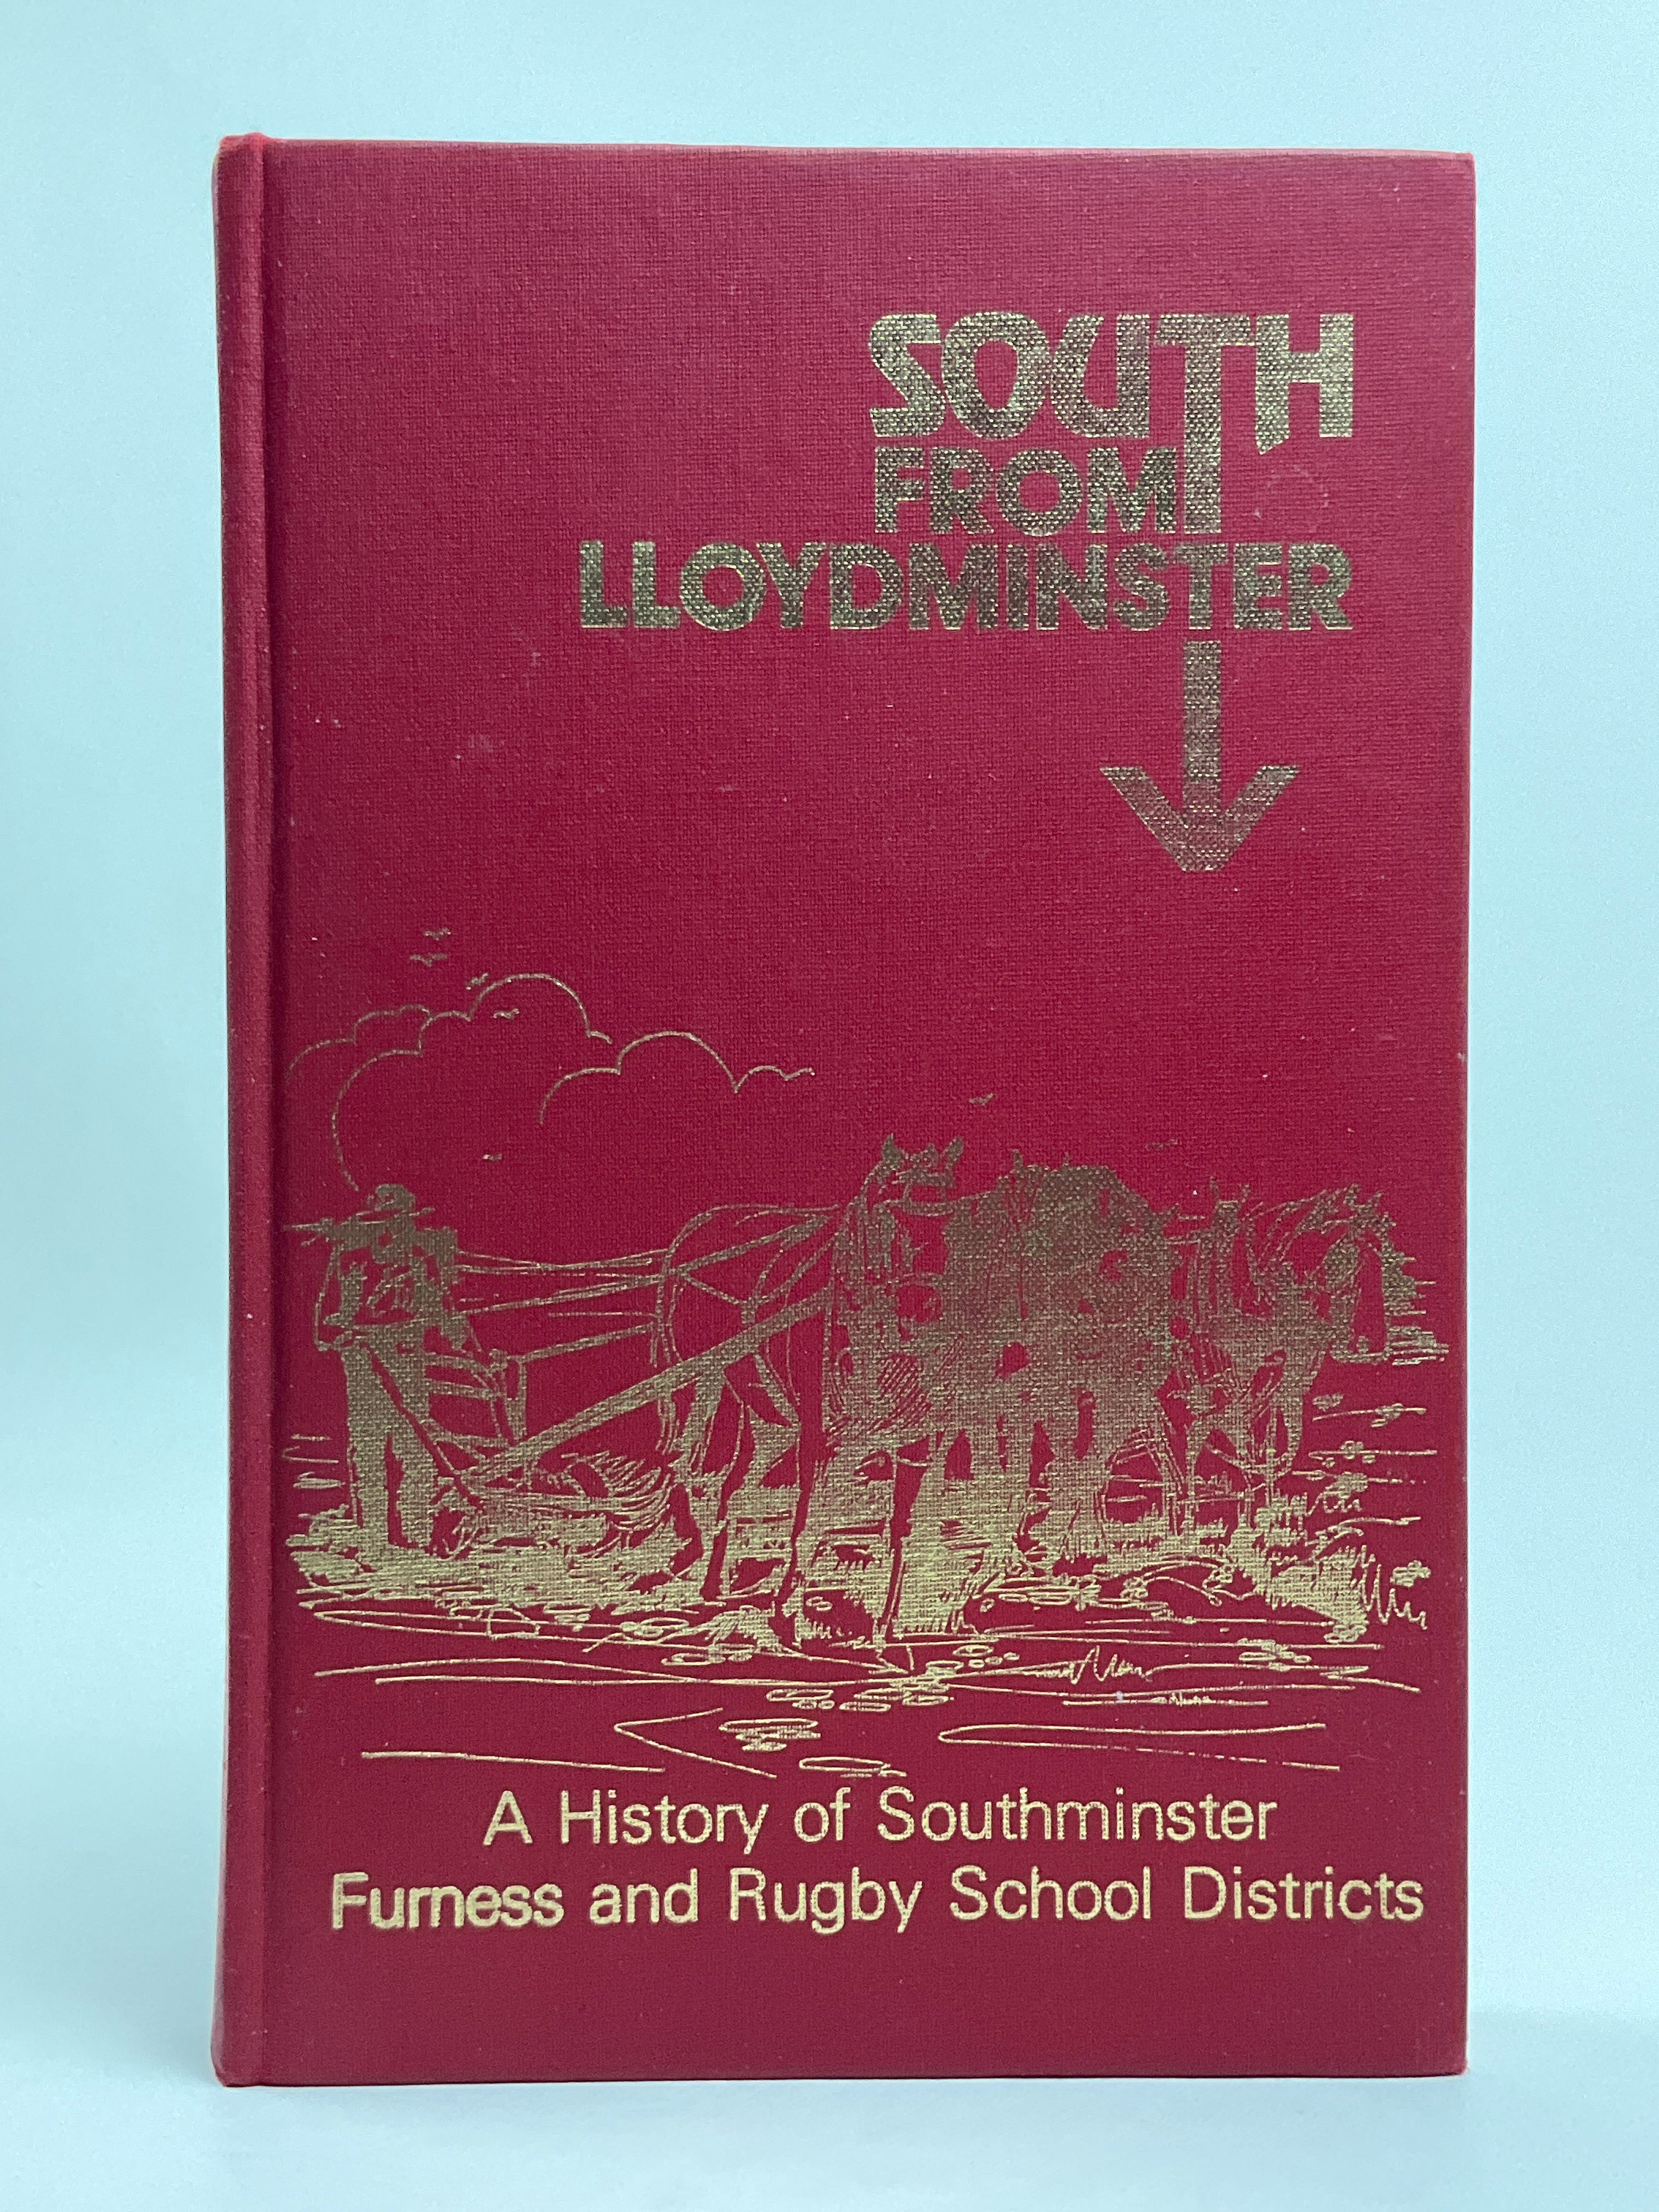 SOUTH
FROM
LLOYDMINSTER
A History of Southminster
Furness and Rugby School Districts